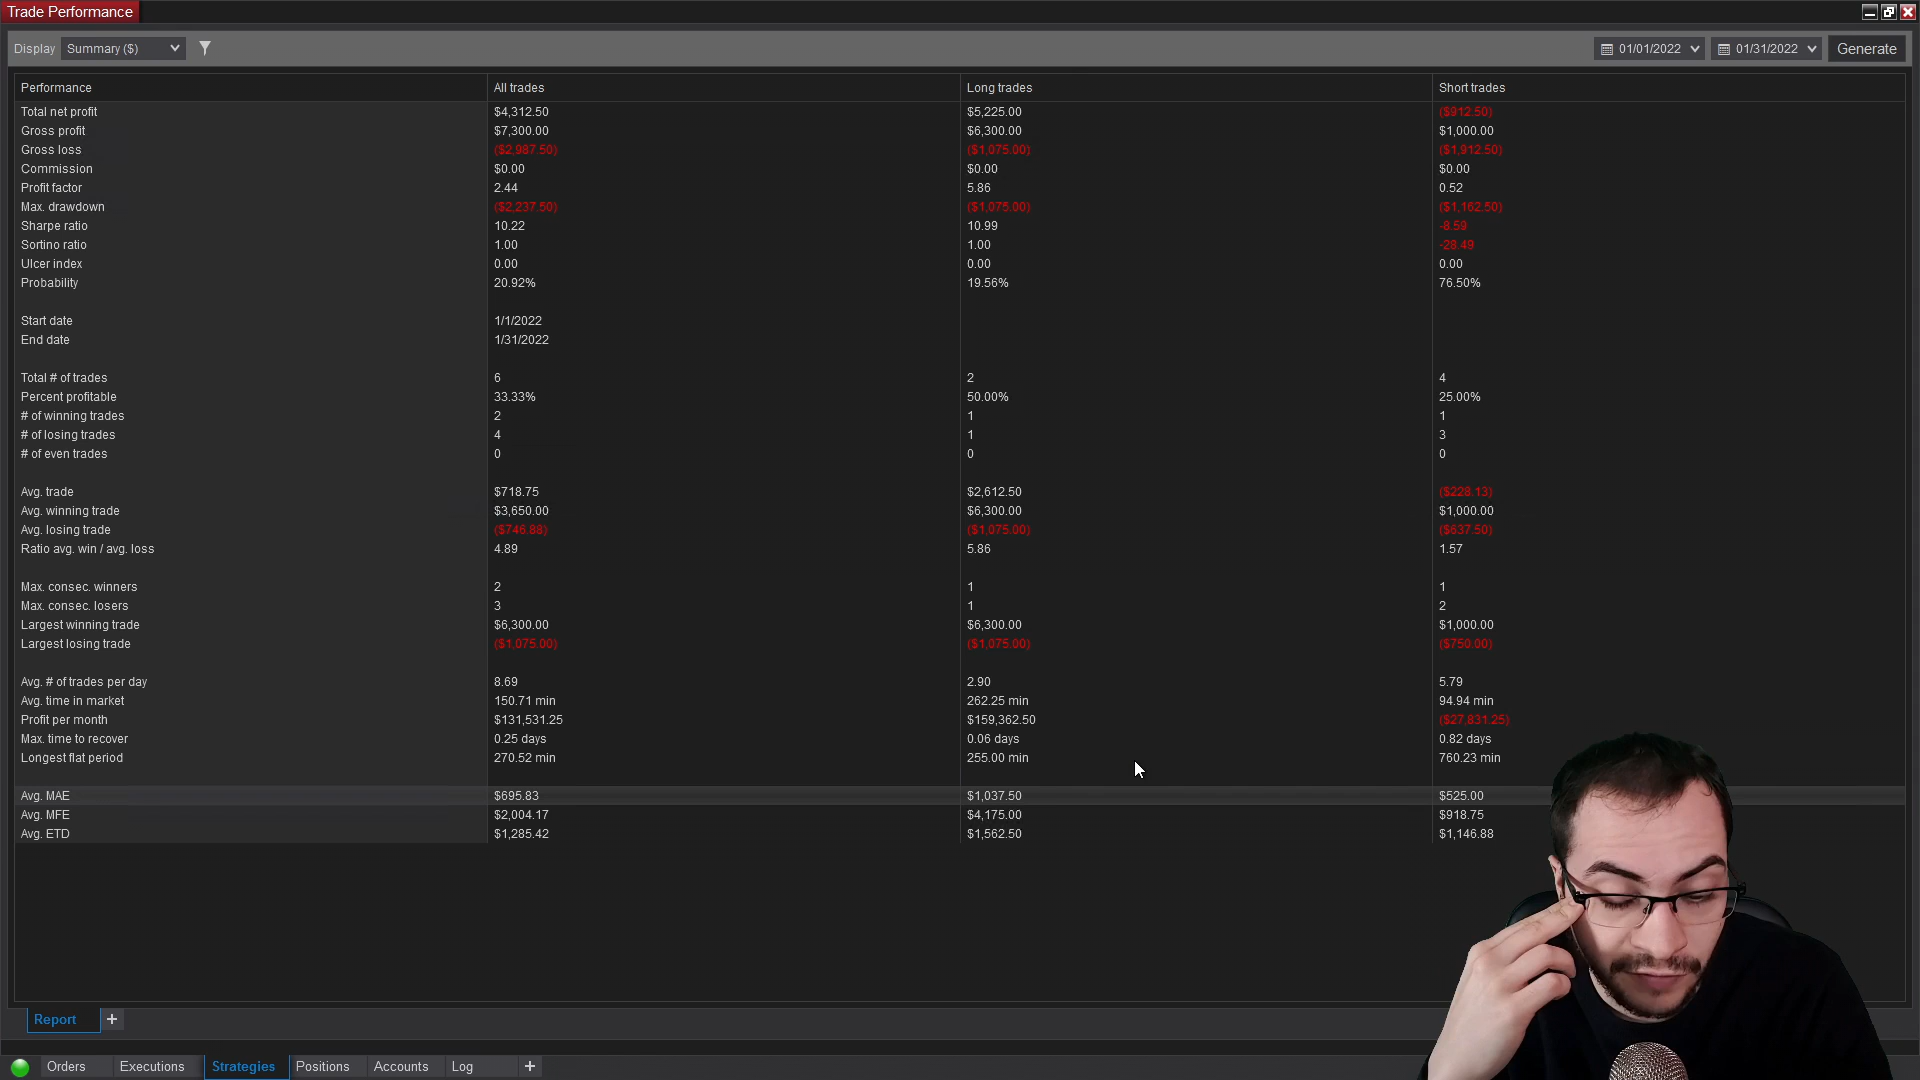 Trade Performance
Display Summary ($) 01/01/2022 01/31/2022 Generate
Performance All trades Long trades Short trades
Total net profit $4,312.50 $5,225.00 ($912.50)
Gross profit $7,300.00 $6,300.00 $1,000.00
Gross loss ($2,987.50) ($1,075.00) ($1,912.50)
Commission $0.00 $0.00 $0.00
Profit factor 2.44 5.86 0.52
Max. drawdown ($2,237.50) ($1,075.00) ($1,162.50)
Sharpe ratio 10.22 10.99 -8.59
Sortino ratio 1.00 1.00 -28.49
Ulcer index 0.00 0.00 0.00
Probability 20.92% 19.56% 76.50%
Start date 1/1/2022
End date 1/31/2022
Total # of trades 6 2 4
Percent profitable 33.33% 50.00% 25.00%
# of winning trades 2 1 1
# of losing trades 4 1 3
# of even trades 0 0 0
Avg. trade $718.75 $2,612.50 ($228.13)
Avg. winning trade $3,650.00 $6,300.00 $1,000.00
Avg. losing trade ($746.88) ($1,075.00) ($637.50)
Ratio avg. win / avg. loss 4.89 5.86 1.57
Max. consec. winners 2 1 1
Max. consec. losers 3 1 2
Largest winning trade $6,300.00 $6,300.00 $1,000.00
Largest losing trade ($1,075.00) ($1,075.00) ($750.00)
Avg. # of trades per day 8.69 2.90 5.79
Avg. time in market 150.71 min 262.25 min 94.94 min
Profit per month $131,531.25 $159,362.50 ($27,831.25)
Max. time to recover 0.25 days 0.06 days 0.82 days
Longest flat period 270.52 min 255.00 min 760.23 min
Avg. MAE $695.83 $1,037.50 $525.00
Avg. MFE $2,004.17 $4,175.00 $918.75
Avg. ETD $1,285.42 $1,562.50 $1,146.88
Report +
Orders Executions Strategies Positions Accounts Log +